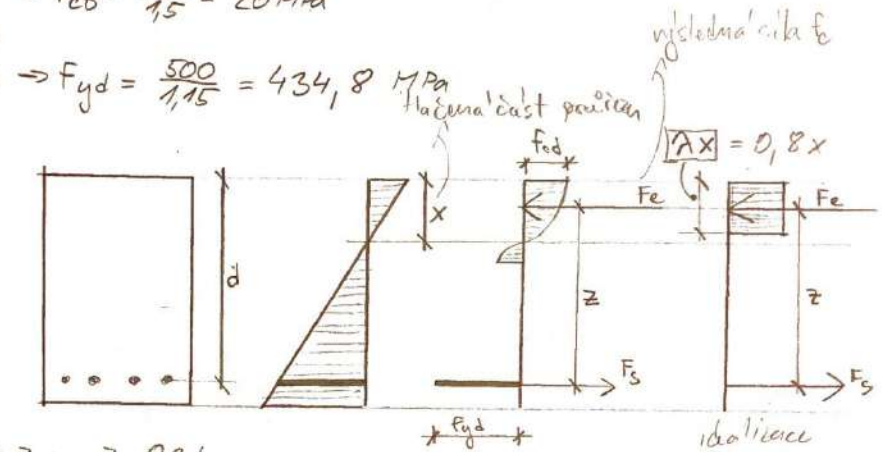 1,5 = 20 MPa
výsledná síla fc
⇒ Fyd = 500/1,15 = 434,8 MPa
tlačená část průřezu
fcd
λx = 0,8x
x
Fc
Fc
d
z
z
Fs
Fs
fyd
idealizace